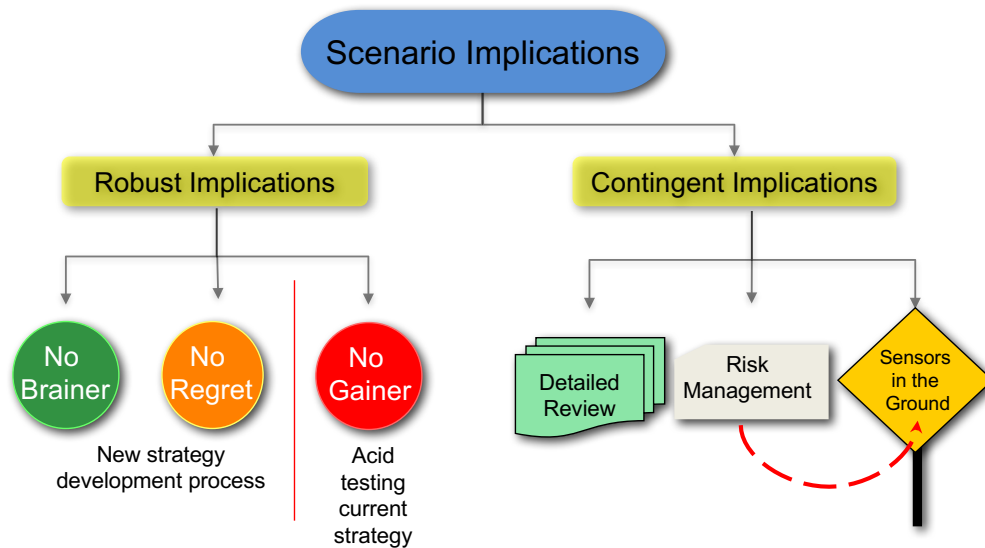 Scenario Implications
Robust Implications
Contingent Implications
No
Brainer
No
Regret
No
Gainer
Detailed
Review
Risk
Management
Sensors
in the
Ground
New strategy
development process
Acid
testing
current
strategy